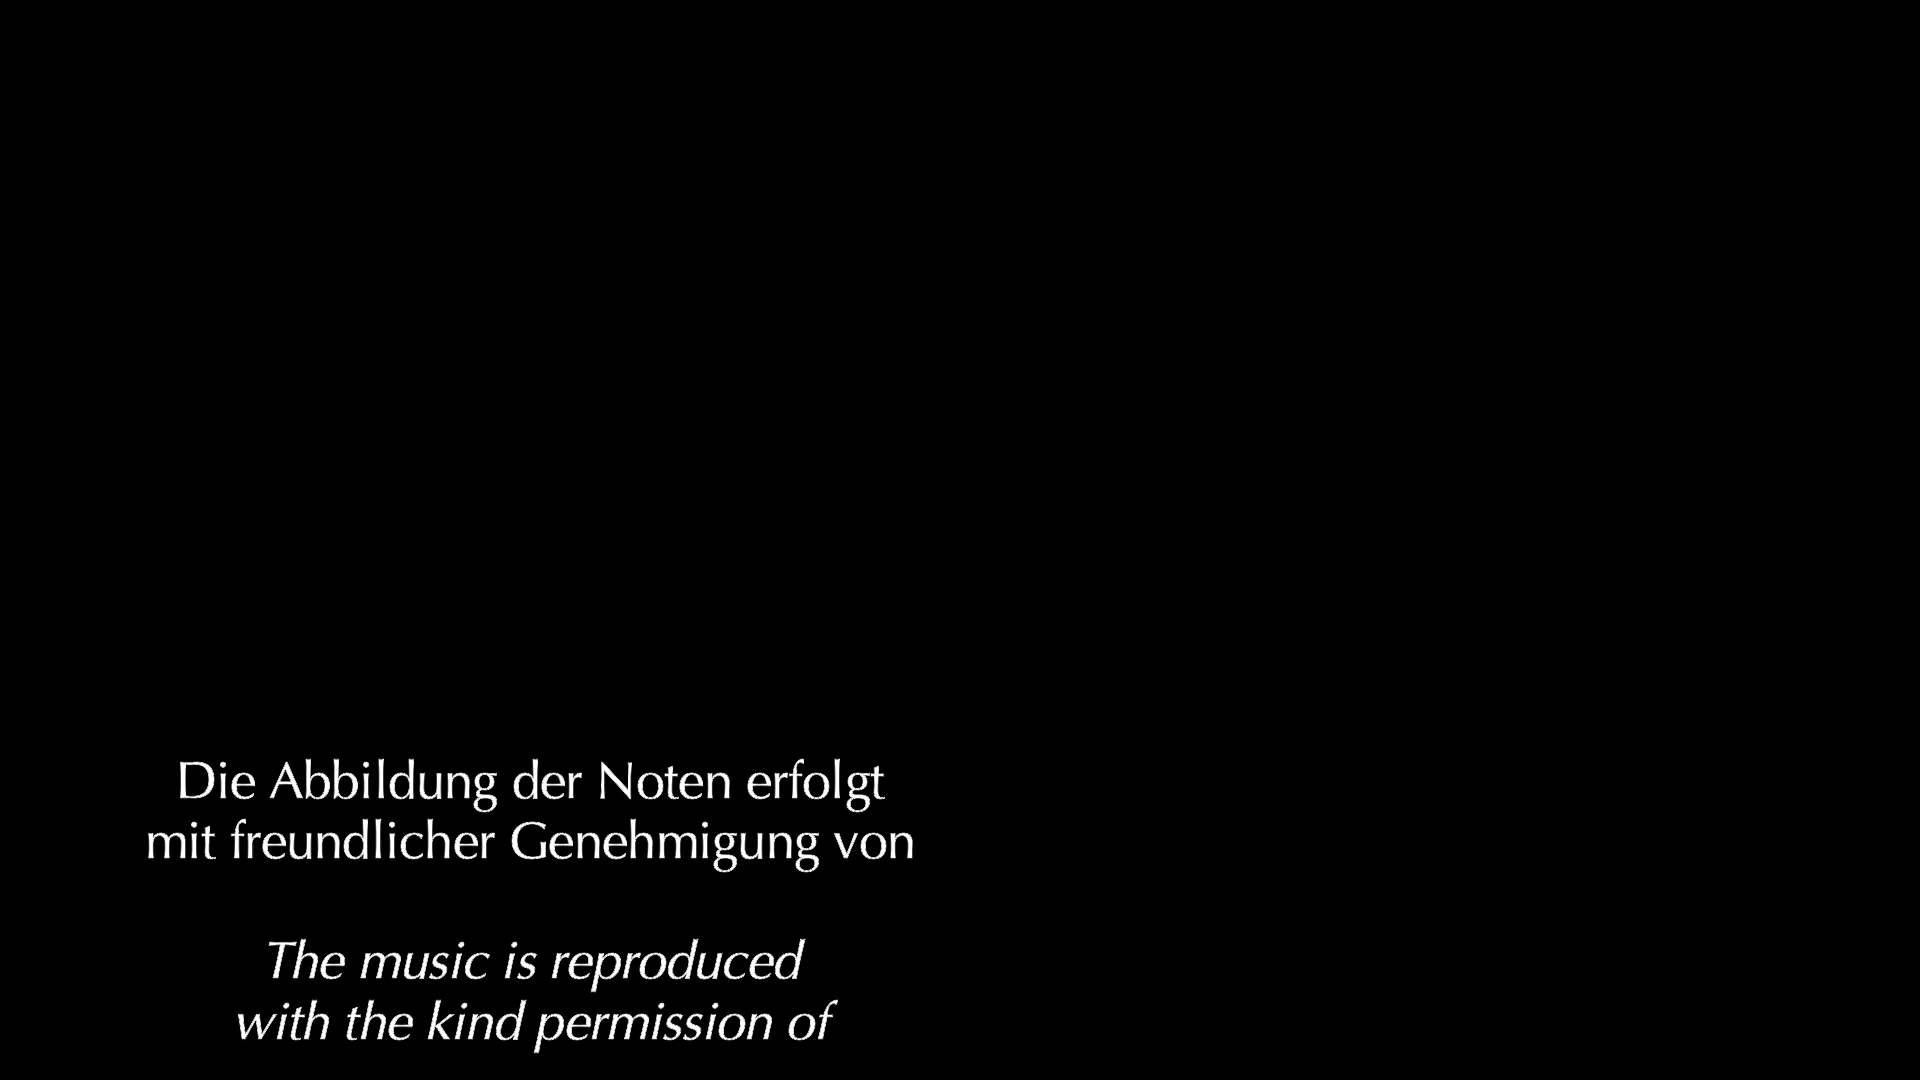 Die Abbildung der Noten erfolgt
mit freundlicher Genehmigung von
The music is reproduced
with the kind permission of